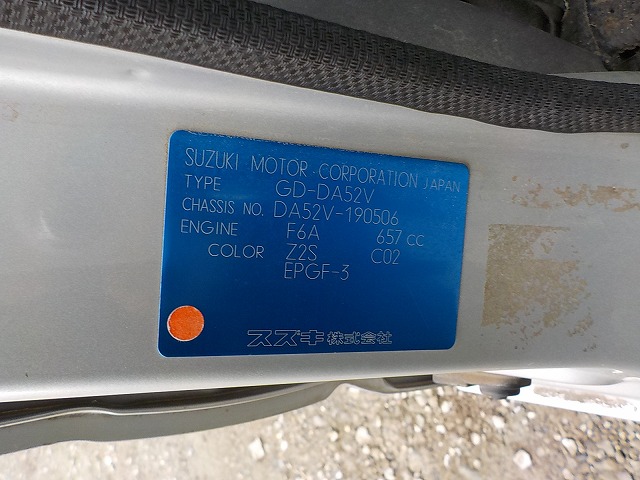 SUZUKI MOTOR CORPORATION JAPAN
TYPE GD-DA52V
CHASSIS NO. DA52V-190506
ENGINE F6A 657 CC
COLOR Z2S C02
EPGF-3
スズキ株式会社